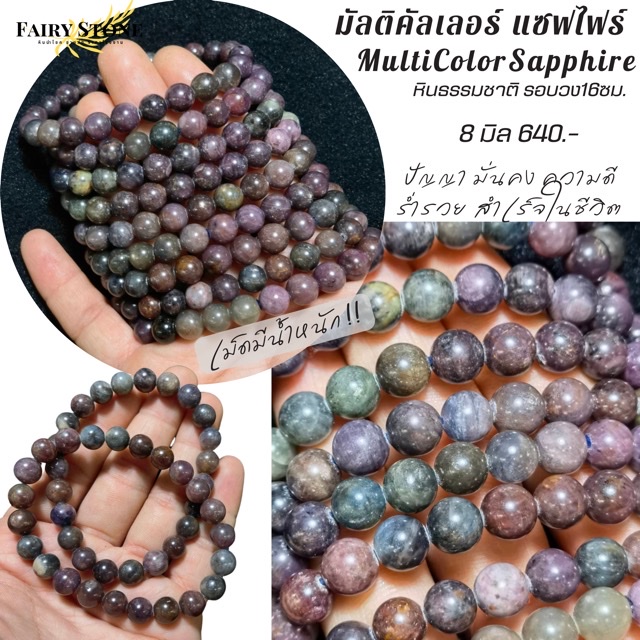 FAIRY STONE
มัลติคัลเลอร์ แซฟไฟร์
MultiColorSapphire
หินธรรมชาติ รอบวง16ซม.
8 มิล 640.-
ปัญญา มั่นคง ความดี
ร่ำรวย สำเร็จในชีวิต
เม็ดมีน้ำหนัก!!